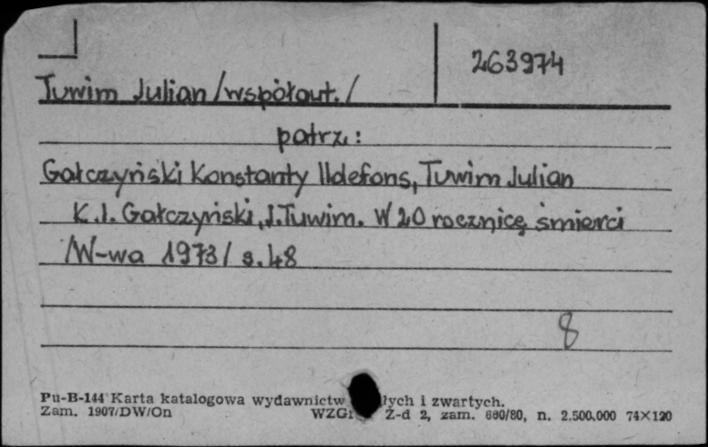 263974
Tuwim Julian /współaut./
patrz:
Gałczyński Konstanty Ildefons, Tuwim Julian
K.I. Gałczyński, J.Tuwim. W 20 rocznicę śmierci
/W-wa 1973/ s.48
8
Pu-B-144 Karta katalogowa wydawnictw i zwartych.
Zam. 1907/DW/On Z-d 2, zam. 680/80, n. 2.500.000 74×120